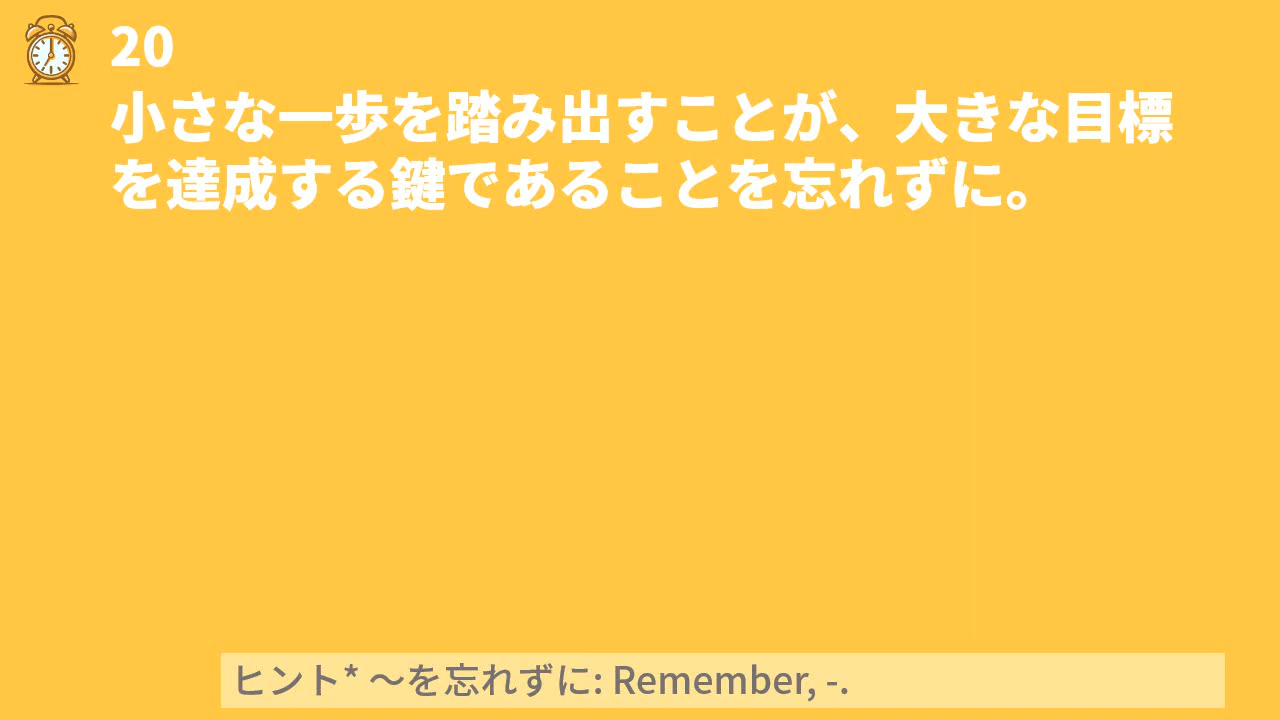 20
小さな一歩を踏み出すことが、大きな目標
を達成する鍵であることを忘れずに。
ヒント* 〜を忘れずに: Remember, -.